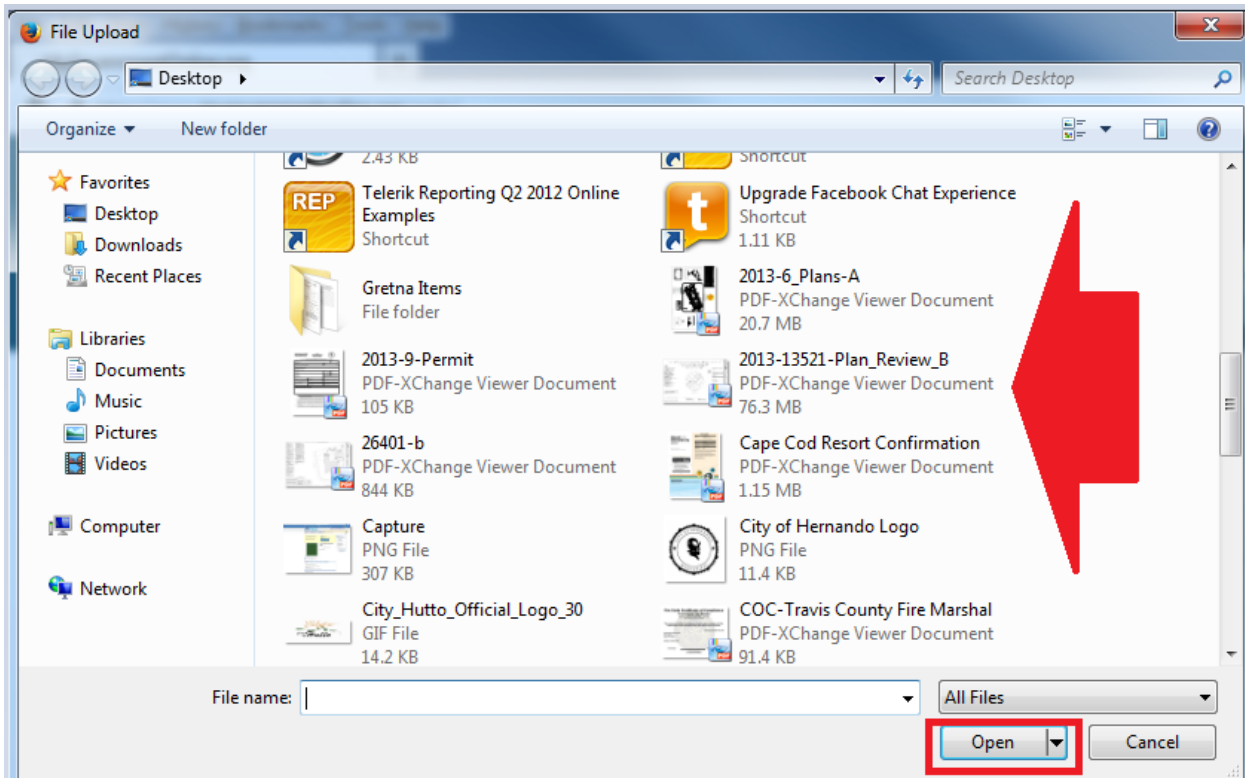 File Upload
Desktop
Search Desktop
Organize
New folder
Favorites
Desktop
Downloads
Recent Places
Libraries
Documents
Music
Pictures
Videos
Computer
Network
2.43 KB
Shortcut
REP
Telerik Reporting Q2 2012 Online
Examples
Shortcut
t
Upgrade Facebook Chat Experience
Shortcut
1.11 KB
Gretna Items
File folder
2013-6_Plans-A
PDF-XChange Viewer Document
20.7 MB
2013-9-Permit
PDF-XChange Viewer Document
105 KB
2013-13521-Plan_Review_B
PDF-XChange Viewer Document
76.3 MB
26401-b
PDF-XChange Viewer Document
844 KB
Cape Cod Resort Confirmation
PDF-XChange Viewer Document
1.15 MB
Capture
PNG File
307 KB
City of Hernando Logo
PNG File
11.4 KB
City_Hutto_Official_Logo_30
GIF File
14.2 KB
COC-Travis County Fire Marshal
PDF-XChange Viewer Document
91.4 KB
File name:
All Files
Open
Cancel